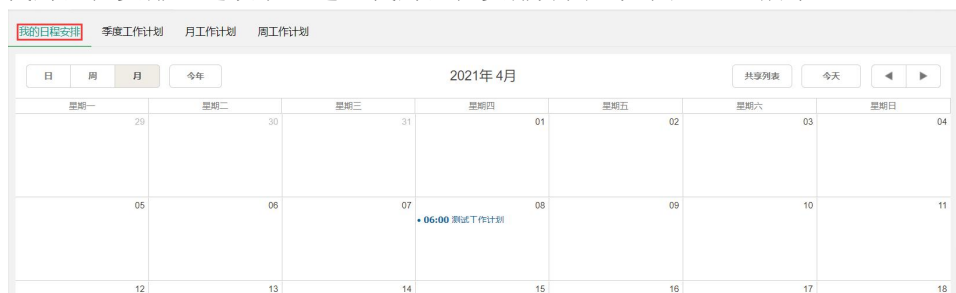 我的日程安排 季度工作计划 月工作计划 周工作计划
日 周 月 今年 2021年 4月 共享列表 今天 ◀ ▶
星期一 星期二 星期三 星期四 星期五 星期六 星期日
29 30 31 01 02 03 04
05 06 07 08 09 10 11
• 06:00 测试工作计划
12 13 14 15 16 17 18